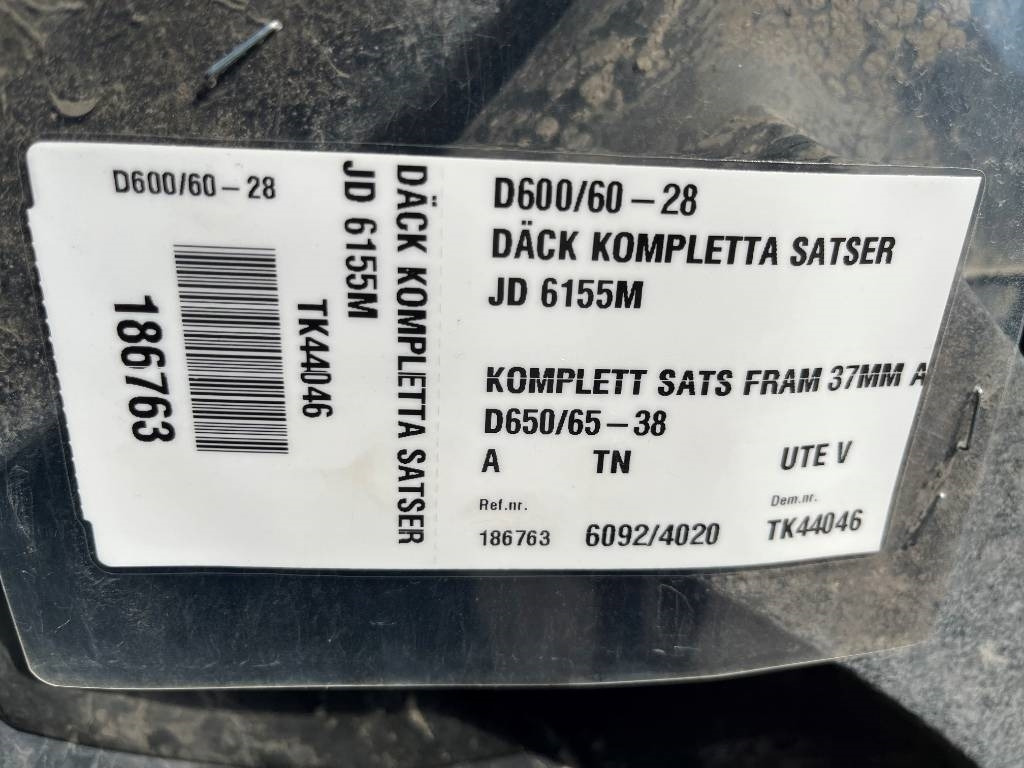 D600/60-28
186763
TK44046
JD 6155M
DÄCK KOMPLETTA SATSER
D600/60-28
DÄCK KOMPLETTA SATSER
JD 6155M
KOMPLETT SATS FRAM 37MM A
D650/65-38
A TN UTE V
Ref.nr. Dem.nr.
186763 6092/4020 TK44046